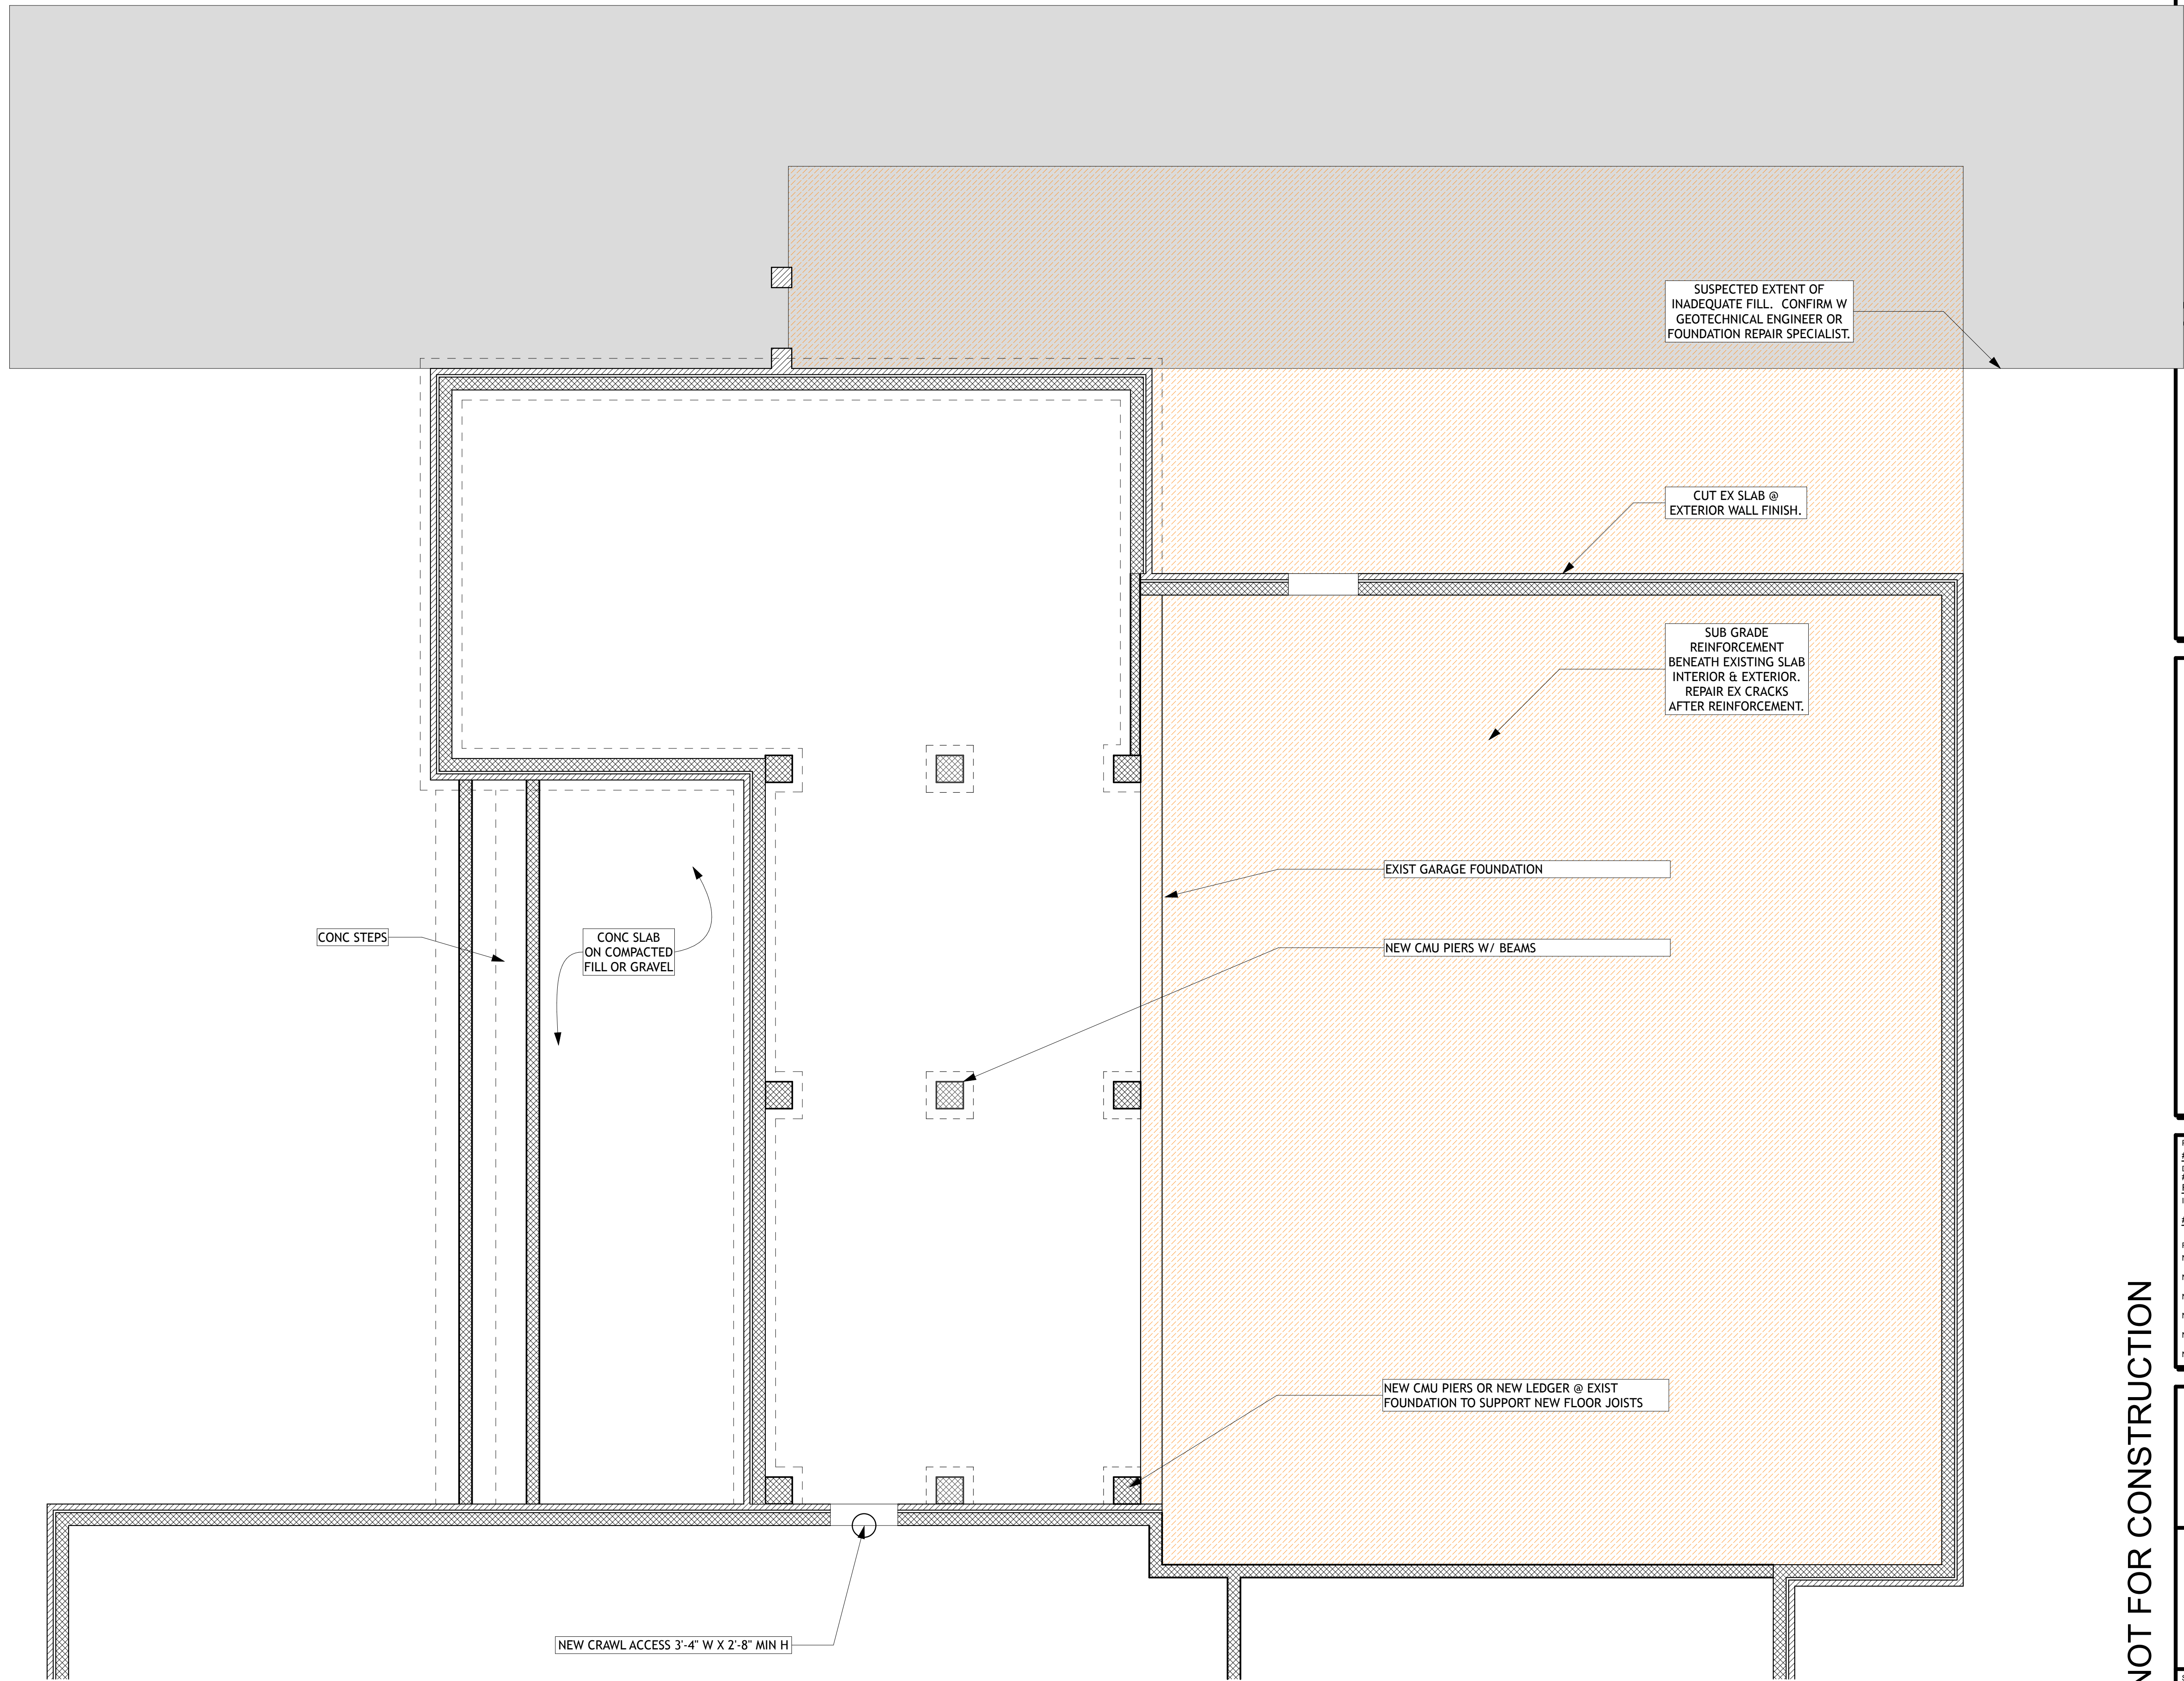 SUSPECTED EXTENT OF
INADEQUATE FILL.  CONFIRM W
GEOTECHNICAL ENGINEER OR
FOUNDATION REPAIR SPECIALIST.
CUT EX SLAB @
EXTERIOR WALL FINISH.
SUB GRADE
REINFORCEMENT
BENEATH EXISTING SLAB
INTERIOR & EXTERIOR.
REPAIR EX CRACKS
AFTER REINFORCEMENT.
EXIST GARAGE FOUNDATION
CONC STEPS
CONC SLAB
ON COMPACTED
FILL OR GRAVEL
NEW CMU PIERS W/ BEAMS
NEW CMU PIERS OR NEW LEDGER @ EXIST
FOUNDATION TO SUPPORT NEW FLOOR JOISTS
NEW CRAWL ACCESS 3'-4" W X 2'-8" MIN H
NOT FOR CONSTRUCTION